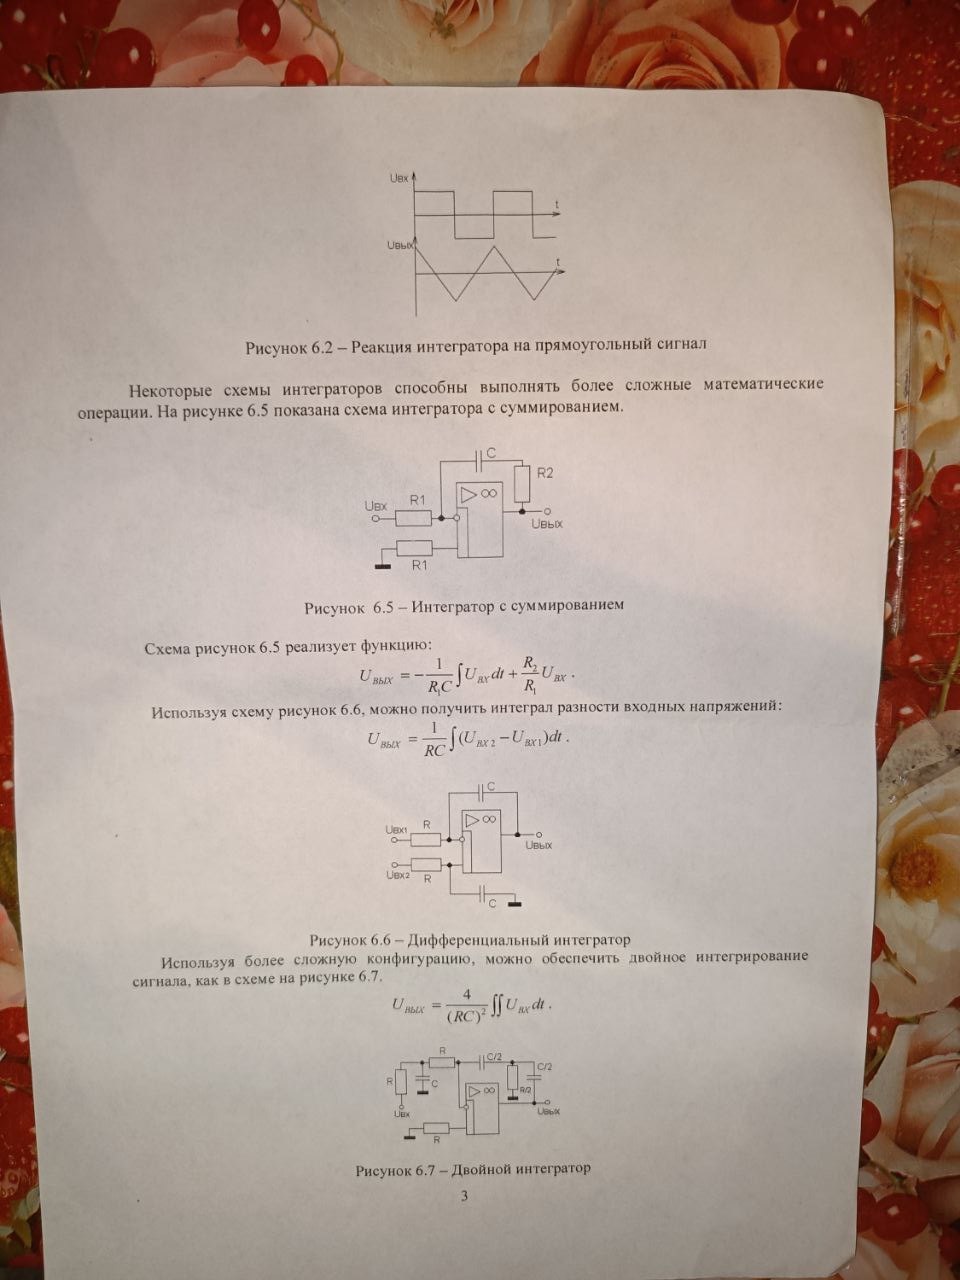 Uвх
t
Uвых
t
Рисунок 6.2 – Реакция интегратора на прямоугольный сигнал
Некоторые схемы интеграторов способны выполнять более сложные математические
операции. На рисунке 6.5 показана схема интегратора с суммированием.
C
R2
Uвх R1
▷ ∞
Uвых
R1
Рисунок 6.5 – Интегратор с суммированием
Схема рисунок 6.5 реализует функцию:
U_{ВЫХ} = -\frac{1}{R_1C}\int U_{ВХ} dt + \frac{R_2}{R_1} U_{ВХ} .
Используя схему рисунок 6.6, можно получить интеграл разности входных напряжений:
U_{ВЫХ} = \frac{1}{RC}\int (U_{ВХ 2} - U_{ВХ 1})dt .
C
Uвх1 R
▷ ∞
Uвых
Uвх2 R
C
Рисунок 6.6 – Дифференциальный интегратор
Используя более сложную конфигурацию, можно обеспечить двойное интегрирование
сигнала, как в схеме на рисунке 6.7.
U_{ВЫХ} = \frac{4}{(RC)^2}\iint U_{ВХ} dt .
R
C/2
C/2
R
C
▷ ∞
R/2
Uвх
Uвых
R
Рисунок 6.7 – Двойной интегратор
3